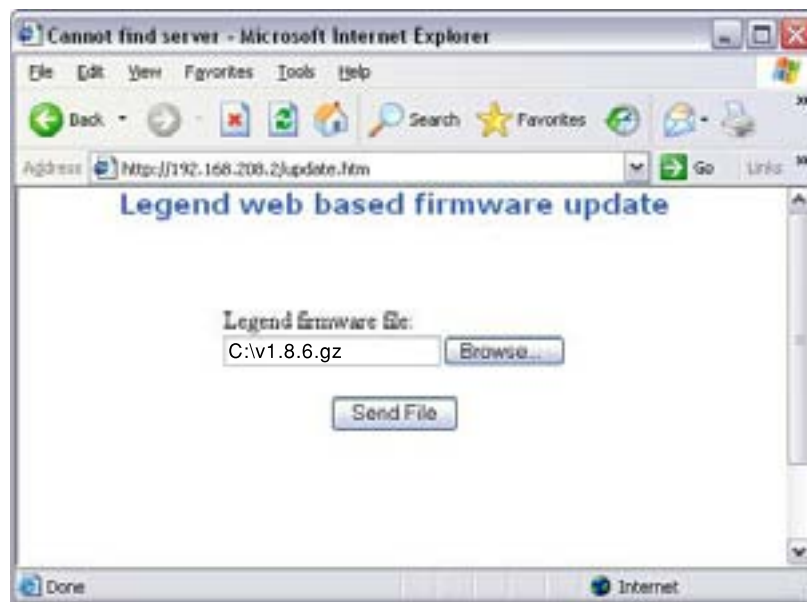 Cannot find server - Microsoft Internet Explorer
File Edit View Favorites Tools Help
Back Search Favorites
Address http://192.168.208.2/update.htm Go Links
Legend web based firmware update
Legend firmware file:
C:\v1.8.6.gz Browse...
Send File
Done Internet